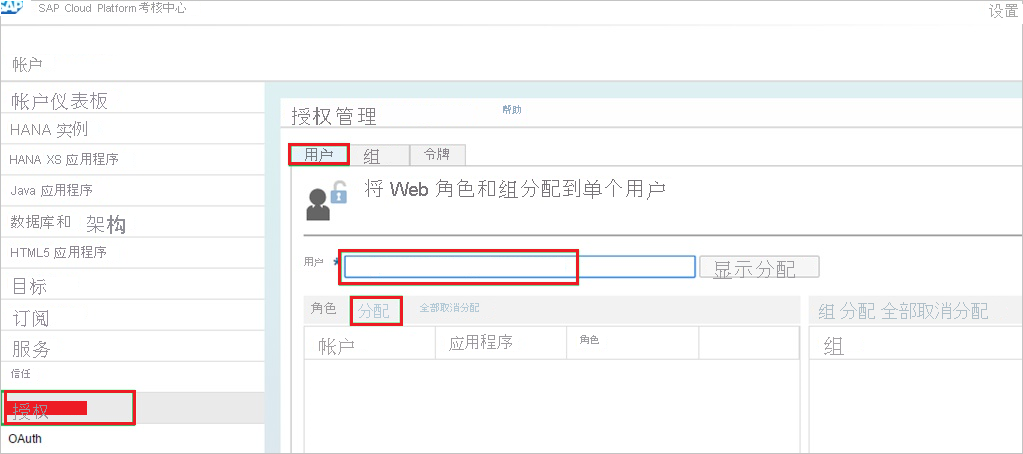 SAP SAP Cloud Platform考核中心
设置
帐户
帐户仪表板
HANA 实例
HANA XS 应用程序
Java 应用程序
数据库和 架构
HTML5 应用程序
目标
订阅
服务
信任
授权
OAuth
授权管理 帮助
用户 组 令牌
将 Web 角色和组分配到单个用户
用户 * 显示分配
角色 分配 全部取消分配
帐户 应用程序 角色
组 分配 全部取消分配
组